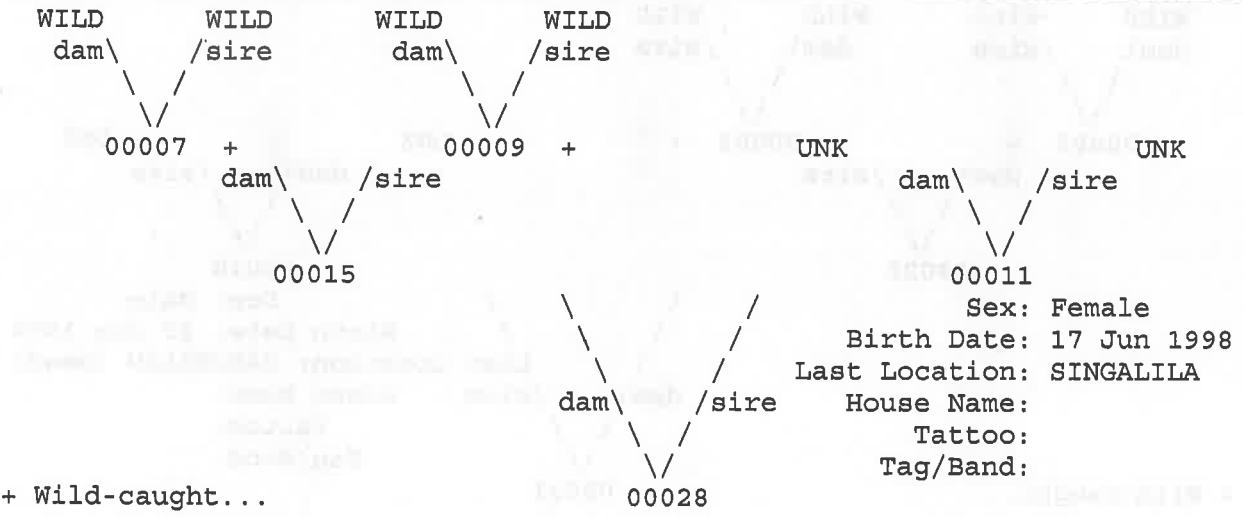 WILD WILD WILD WILD
dam\ /sire dam\ /sire
\ / \ /
\/ \/
00007 + 00009 + UNK UNK
dam\ /sire dam\ /sire
\ / \ /
\/ \/
00015 00011
\ / Sex: Female
\ / Birth Date: 17 Jun 1998
\ / Last Location: SINGALILA
dam\ /sire House Name:
\ / Tattoo:
\/ Tag/Band:
+ Wild-caught... 00028